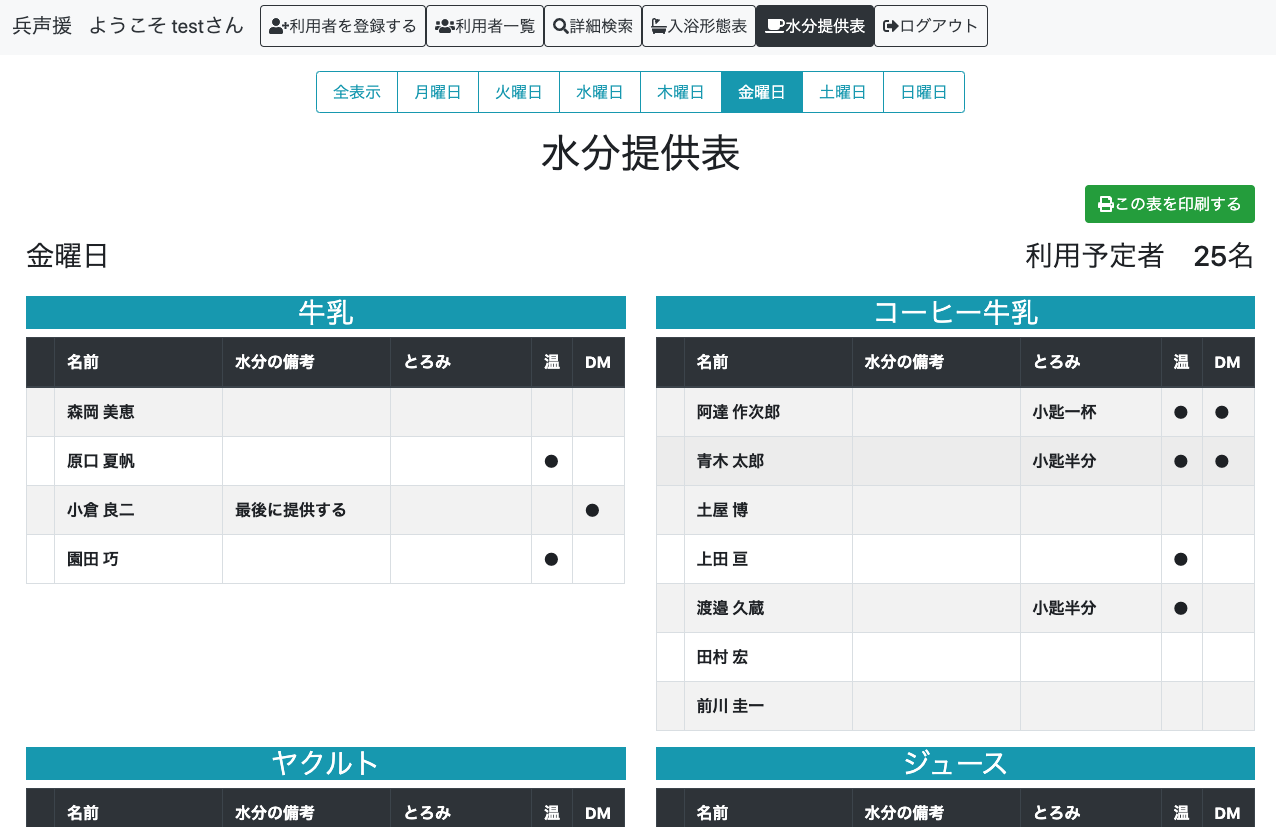 兵声援 ようこそ testさん 利用者を登録する 利用者一覧 詳細検索 入浴形態表 水分提供表 ログアウト
全表示 月曜日 火曜日 水曜日 木曜日 金曜日 土曜日 日曜日
水分提供表
この表を印刷する
金曜日
利用予定者 25名
牛乳
名前 水分の備考 とろみ 温 DM
森岡 美恵
原口 夏帆 ●
小倉 良二 最後に提供する ●
園田 巧 ●
コーヒー牛乳
名前 水分の備考 とろみ 温 DM
阿達 作次郎 小匙一杯 ● ●
青木 太郎 小匙半分 ● ●
土屋 博
上田 亘 ●
渡邉 久蔵 小匙半分 ●
田村 宏
前川 圭一
ヤクルト
名前 水分の備考 とろみ 温 DM
ジュース
名前 水分の備考 とろみ 温 DM